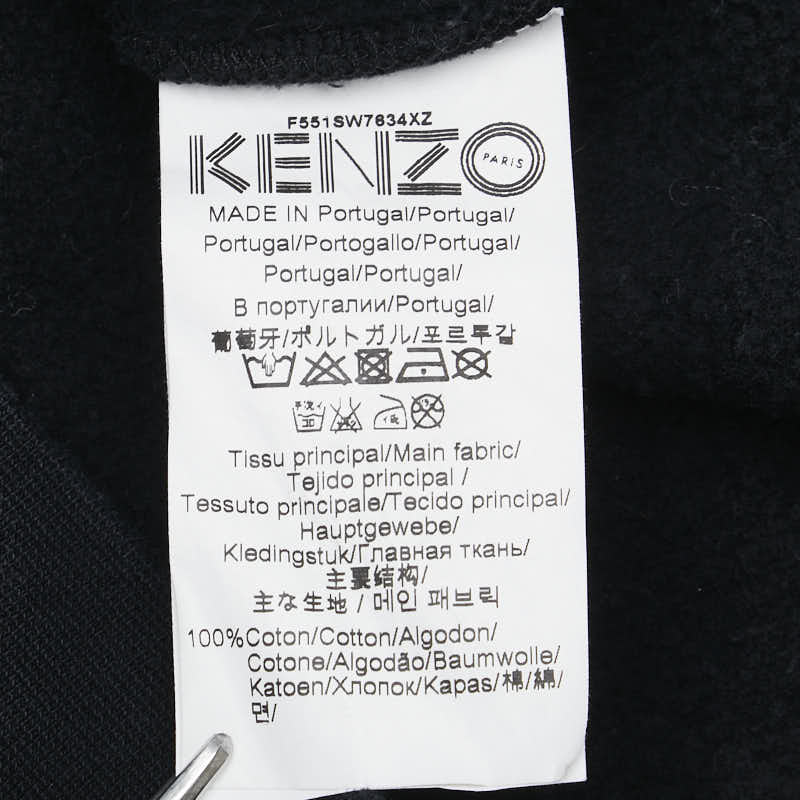 F551SW7634XZ
KENZO PARIS
MADE IN Portugal/Portugal/
Portugal/Portogallo/Portugal/
Portugal/Portugal/
В португалии/Portugal/
葡萄牙/ポルトガル/포르투갈
Tissu principal/Main fabric/
Tejido principal /
Tessuto principale/Tecido principal/
Hauptgewebe/
Kledingstuk/Главная ткань/
主要结构/
主な生地 / 메인 패브릭
100%Coton/Cotton/Algodon/
Cotone/Algodão/Baumwolle/
Katoen/Хлопок/Kapas/棉/綿/
면/